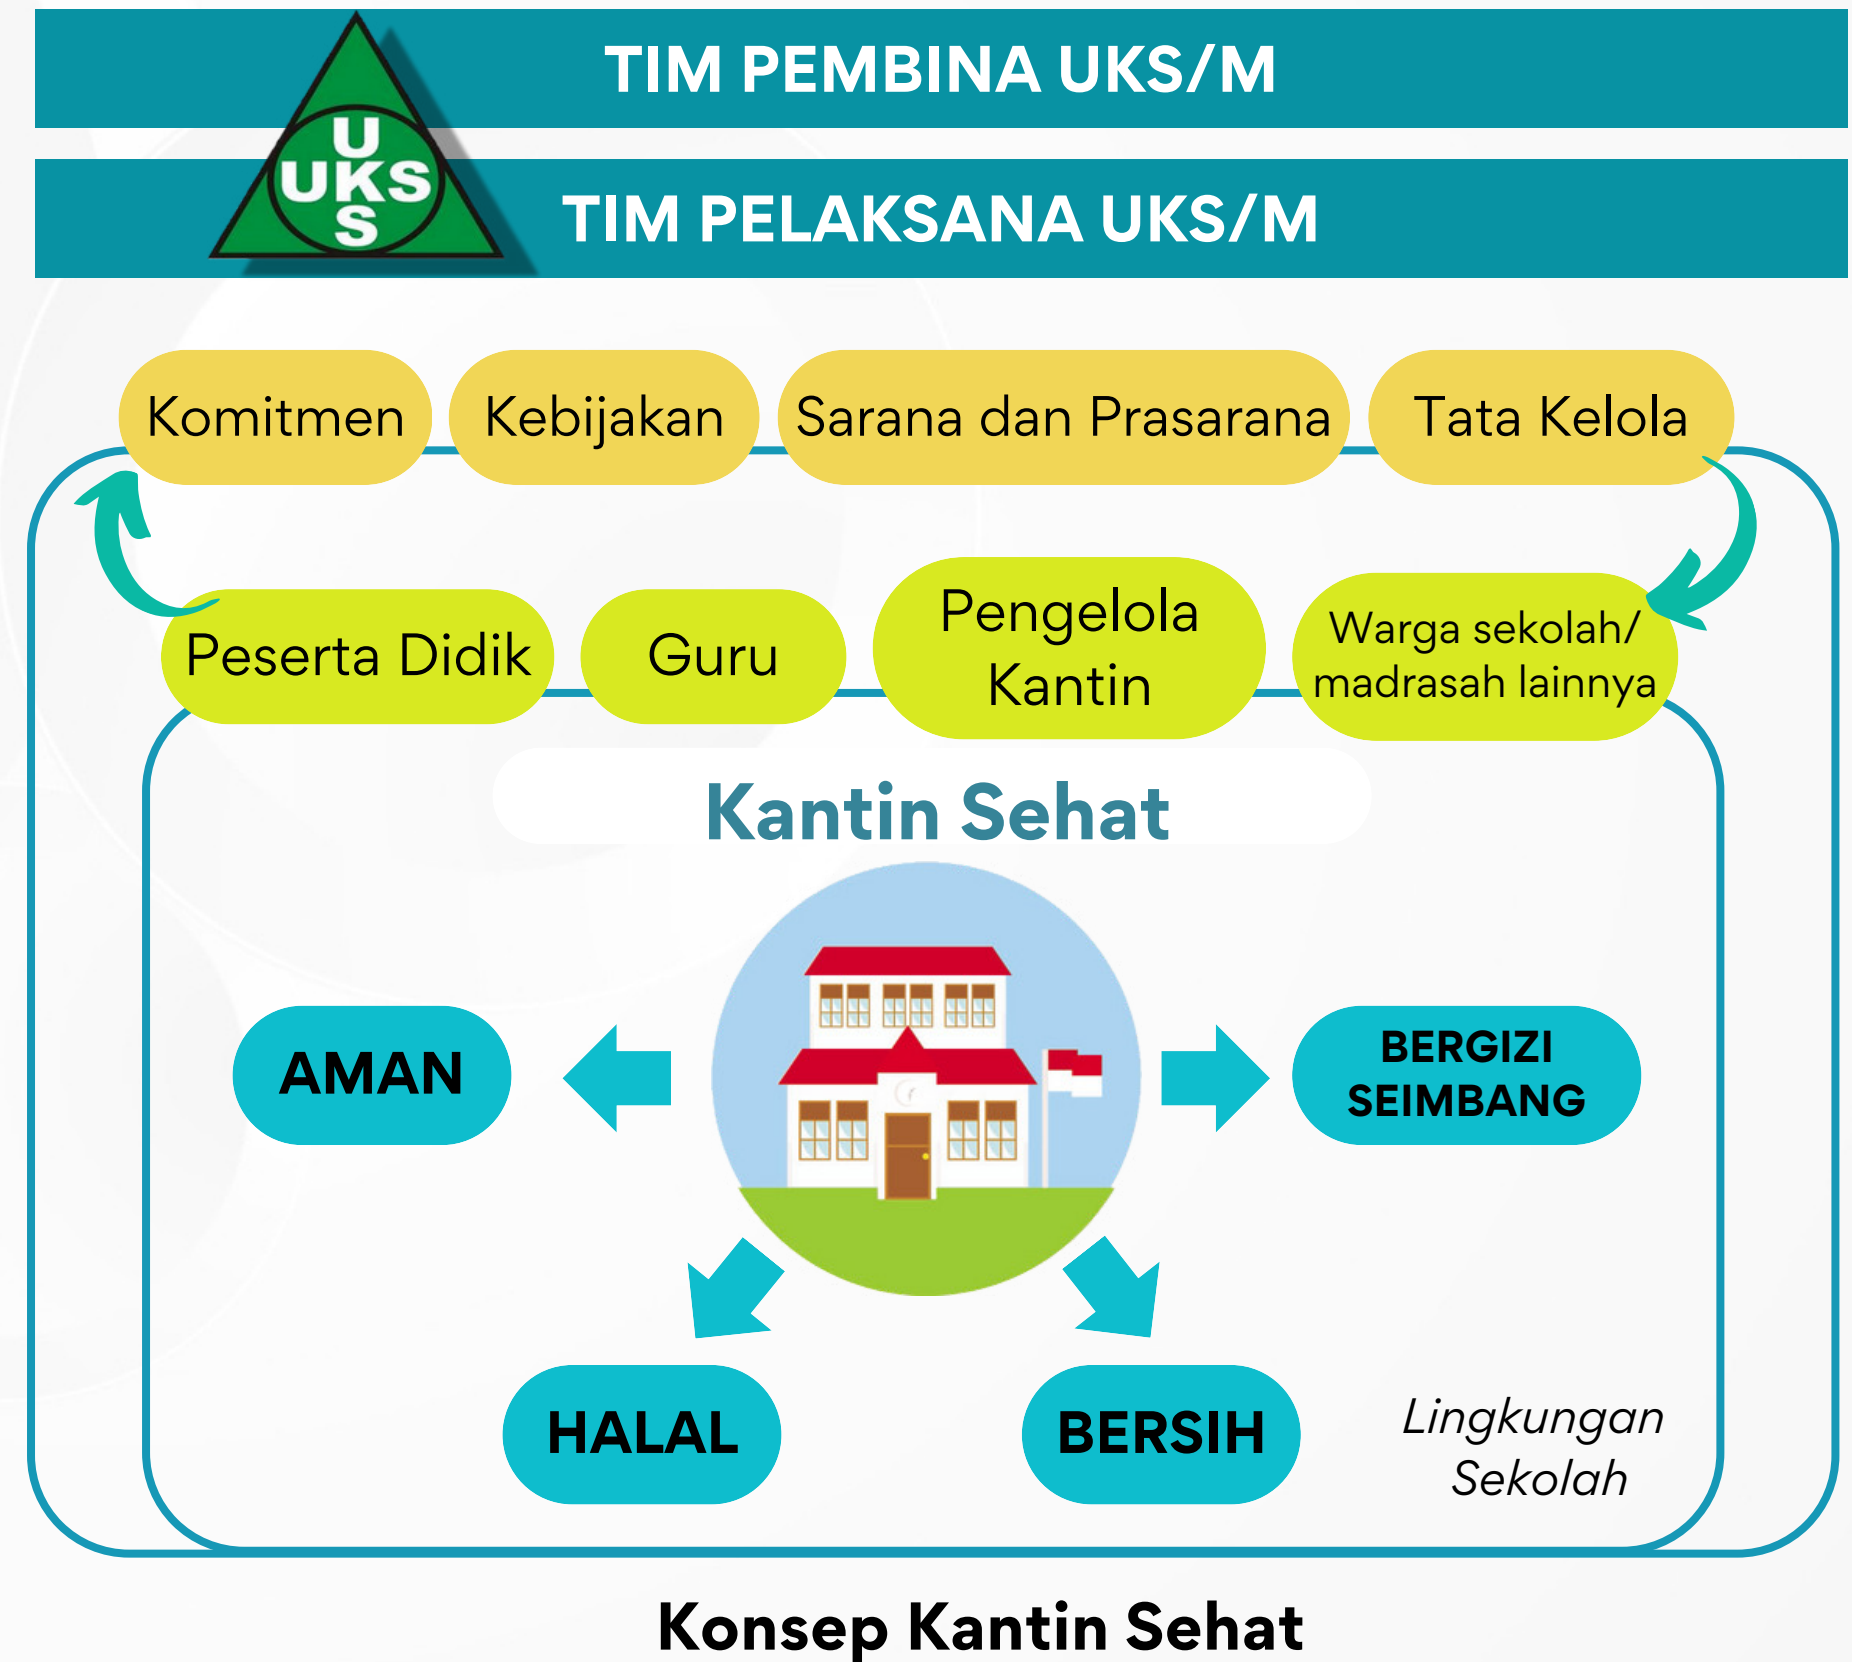 TIM PEMBINA UKS/M
U
UKS
S
TIM PELAKSANA UKS/M
Komitmen
Kebijakan
Sarana dan Prasarana
Tata Kelola
Peserta Didik
Guru
Pengelola
Kantin
Warga sekolah/
madrasah lainnya
Kantin Sehat
AMAN
BERGIZI
SEIMBANG
HALAL
BERSIH
Lingkungan
Sekolah
Konsep Kantin Sehat